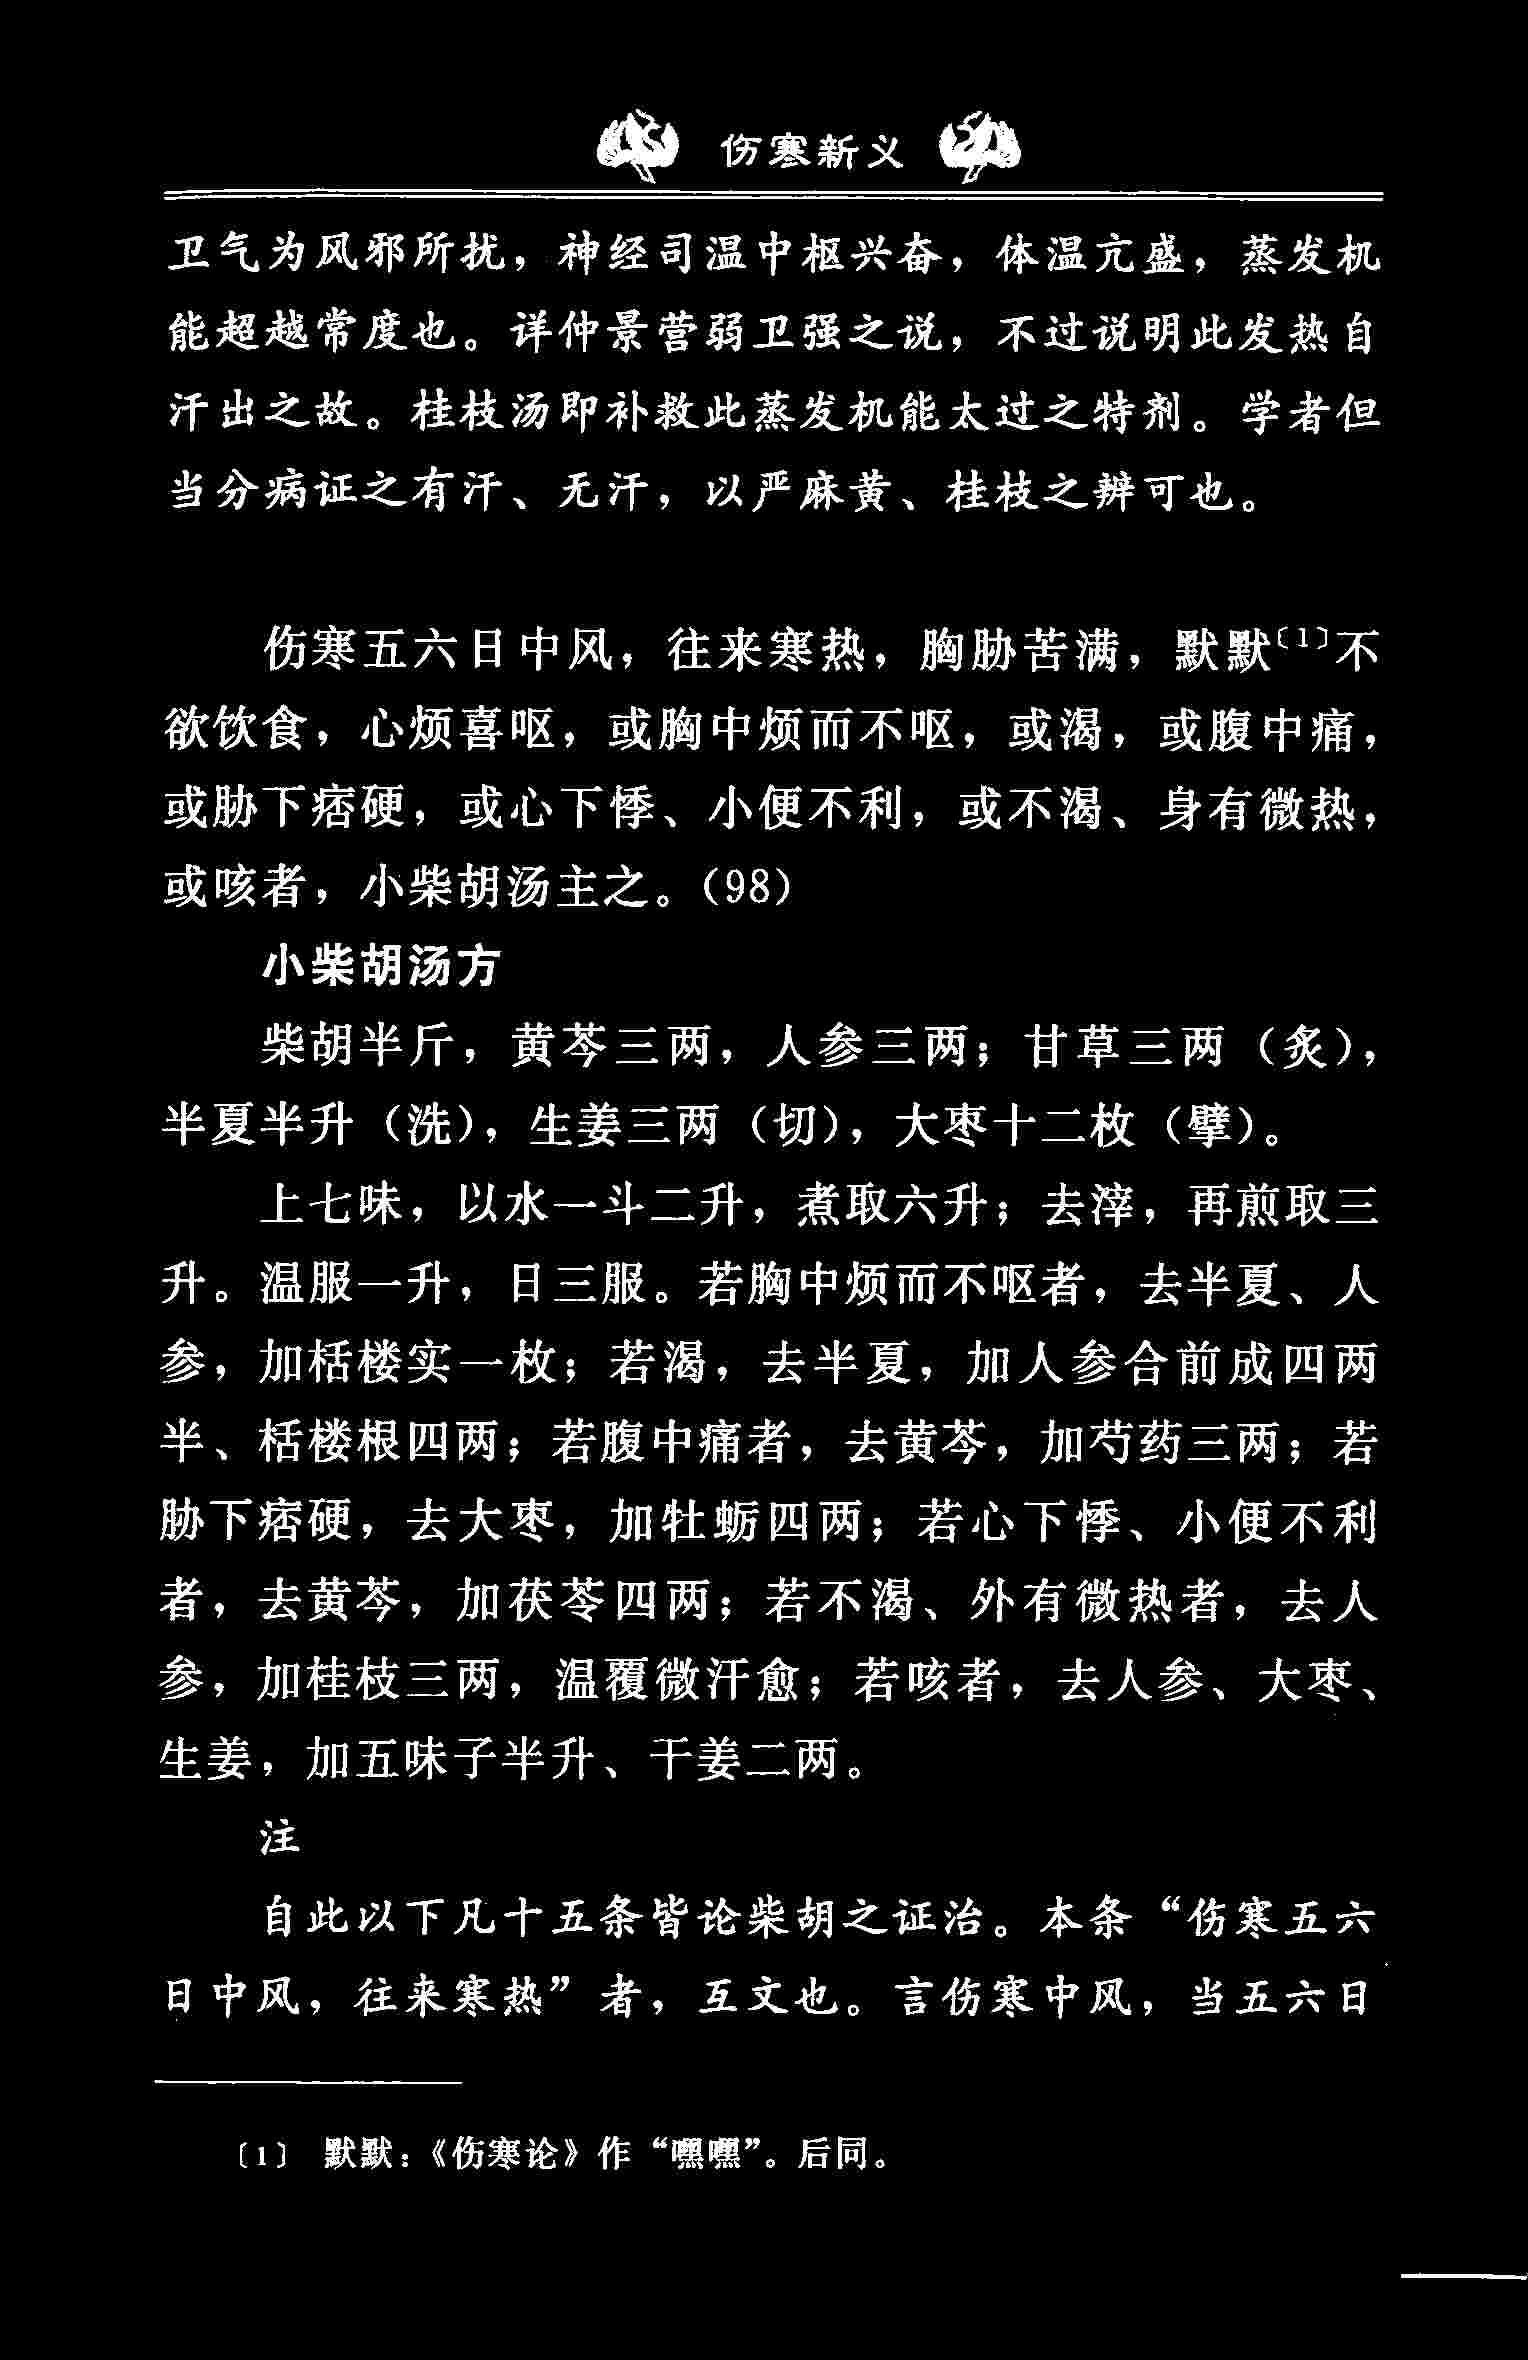 伤寒新义
卫气为风邪所扰，神经司温中枢兴奋，体温亢盛，蒸发机
能超越常度也。详仲景营弱卫强之说，不过说明此发热自
汗出之故。桂枝汤即补救此蒸发机能太过之特剂。学者但
当分病证之有汗、无汗，以严麻黄、桂枝之辨可也。
伤寒五六日中风，往来寒热，胸胁苦满，默默〔1〕不
欲饮食，心烦喜呕，或胸中烦而不呕，或渴，或腹中痛，
或胁下痞硬，或心下悸、小便不利，或不渴、身有微热，
或咳者，小柴胡汤主之。（98）
小柴胡汤方
柴胡半斤，黄芩三两，人参三两；甘草三两（炙），
半夏半升（洗），生姜三两（切），大枣十二枚（擘）。
上七味，以水一斗二升，煮取六升；去滓，再煎取三
升。温服一升，日三服。若胸中烦而不呕者，去半夏、人
参，加栝楼实一枚；若渴，去半夏，加人参合前成四两
半、栝楼根四两；若腹中痛者，去黄芩，加芍药三两；若
胁下痞硬，去大枣，加牡蛎四两；若心下悸、小便不利
者，去黄芩，加茯苓四两；若不渴、外有微热者，去人
参，加桂枝三两，温覆微汗愈；若咳者，去人参、大枣、
生姜，加五味子半升、干姜二两。
注
自此以下凡十五条皆论柴胡之证治。本条“伤寒五六
日中风，往来寒热”者，互文也。言伤寒中风，当五六日
〔1〕 默默：《伤寒论》作“嘿嘿”。后同。